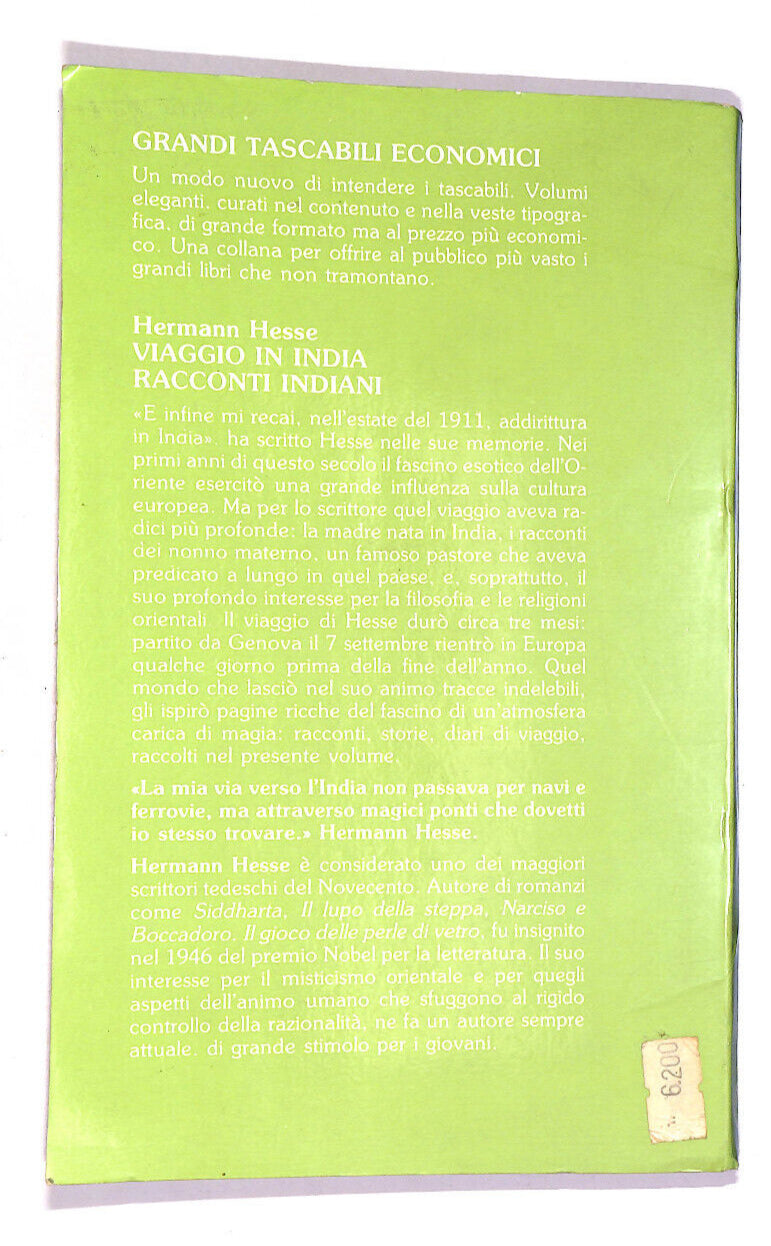 GRANDI TASCABILI ECONOMICI
Un modo nuovo di intendere i tascabili. Volumi
eleganti, curati nel contenuto e nella veste tipogra-
fica, di grande formato ma al prezzo più economi-
co. Una collana per offrire al pubblico più vasto i
grandi libri che non tramontano.
Hermann Hesse
VIAGGIO IN INDIA
RACCONTI INDIANI
«E infine mi recai, nell'estate del 1911, addirittura
in India», ha scritto Hesse nelle sue memorie. Nei
primi anni di questo secolo il fascino esotico dell'O-
riente esercitò una grande influenza sulla cultura
europea. Ma per lo scrittore quel viaggio aveva ra-
dici più profonde: la madre nata in India, i racconti
del nonno materno, un famoso pastore che aveva
predicato a lungo in quel paese, e, soprattutto, il
suo profondo interesse per la filosofia e le religioni
orientali. Il viaggio di Hesse durò circa tre mesi:
partito da Genova il 7 settembre rientrò in Europa
qualche giorno prima della fine dell'anno. Quel
mondo che lasciò nel suo animo tracce indelebili,
gli ispirò pagine ricche del fascino di un'atmosfera
carica di magia: racconti, storie, diari di viaggio,
raccolti nel presente volume.
«La mia via verso l'India non passava per navi e
ferrovie, ma attraverso magici ponti che dovetti
io stesso trovare.» Hermann Hesse.
Hermann Hesse è considerato uno dei maggiori
scrittori tedeschi del Novecento. Autore di romanzi
come Siddharta, Il lupo della steppa, Narciso e
Boccadoro, Il gioco delle perle di vetro, fu insignito
nel 1946 del premio Nobel per la letteratura. Il suo
interesse per il misticismo orientale e per quegli
aspetti dell'animo umano che sfuggono al rigido
controllo della razionalità, ne fa un autore sempre
attuale, di grande stimolo per i giovani.
6.200